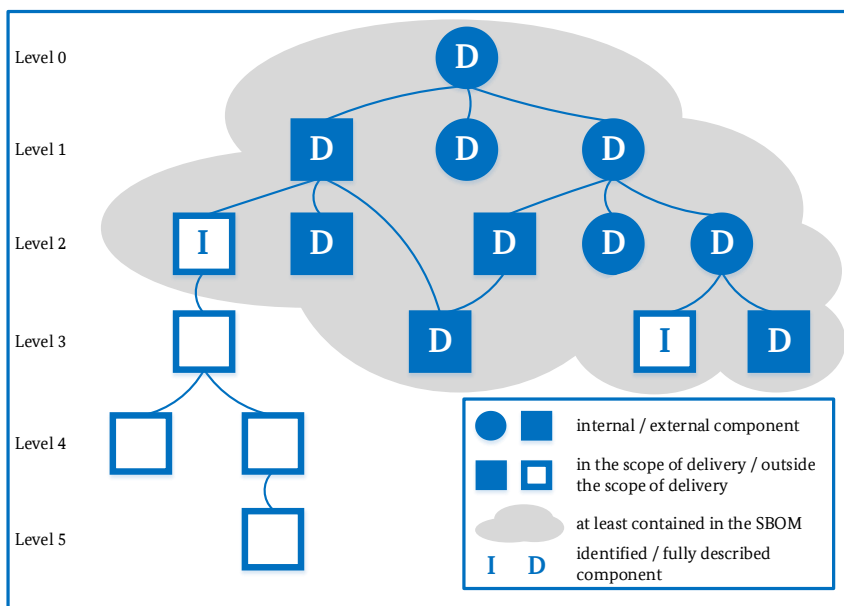 Level 0
D
Level 1
D
D
D
Level 2
I
D
D
D
D
Level 3
D
I
D
Level 4
Level 5
internal / external component
in the scope of delivery / outside
the scope of delivery
at least contained in the SBOM
I D
identified / fully described
component